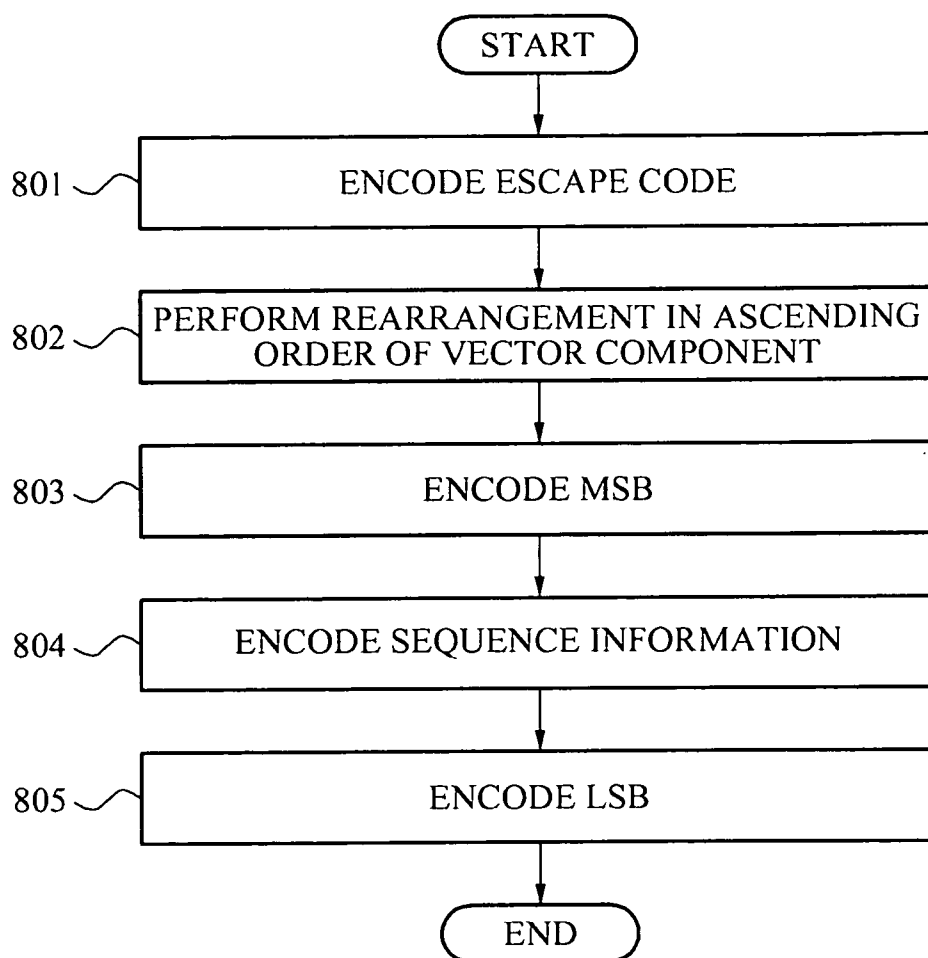 START
801
ENCODE ESCAPE CODE
802
PERFORM REARRANGEMENT IN ASCENDING
ORDER OF VECTOR COMPONENT
803
ENCODE MSB
804
ENCODE SEQUENCE INFORMATION
805
ENCODE LSB
END